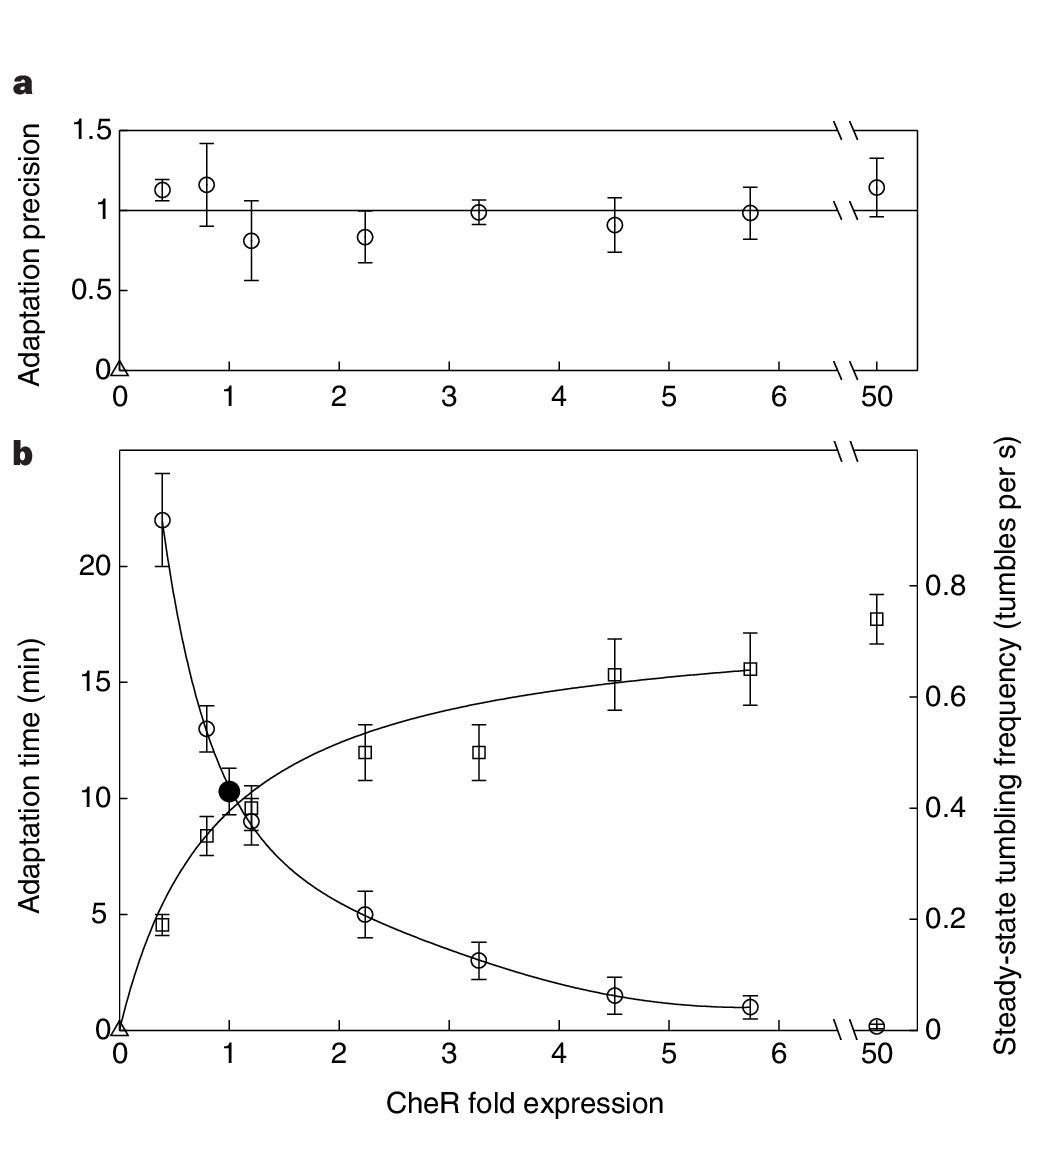 a
Adaptation precision
1.5
1
0.5
0
0 1 2 3 4 5 6 50
b
Adaptation time (min)
20
15
10
5
0
Steady-state tumbling frequency (tumbles per s)
0.8
0.6
0.4
0.2
0
0 1 2 3 4 5 6 50
CheR fold expression